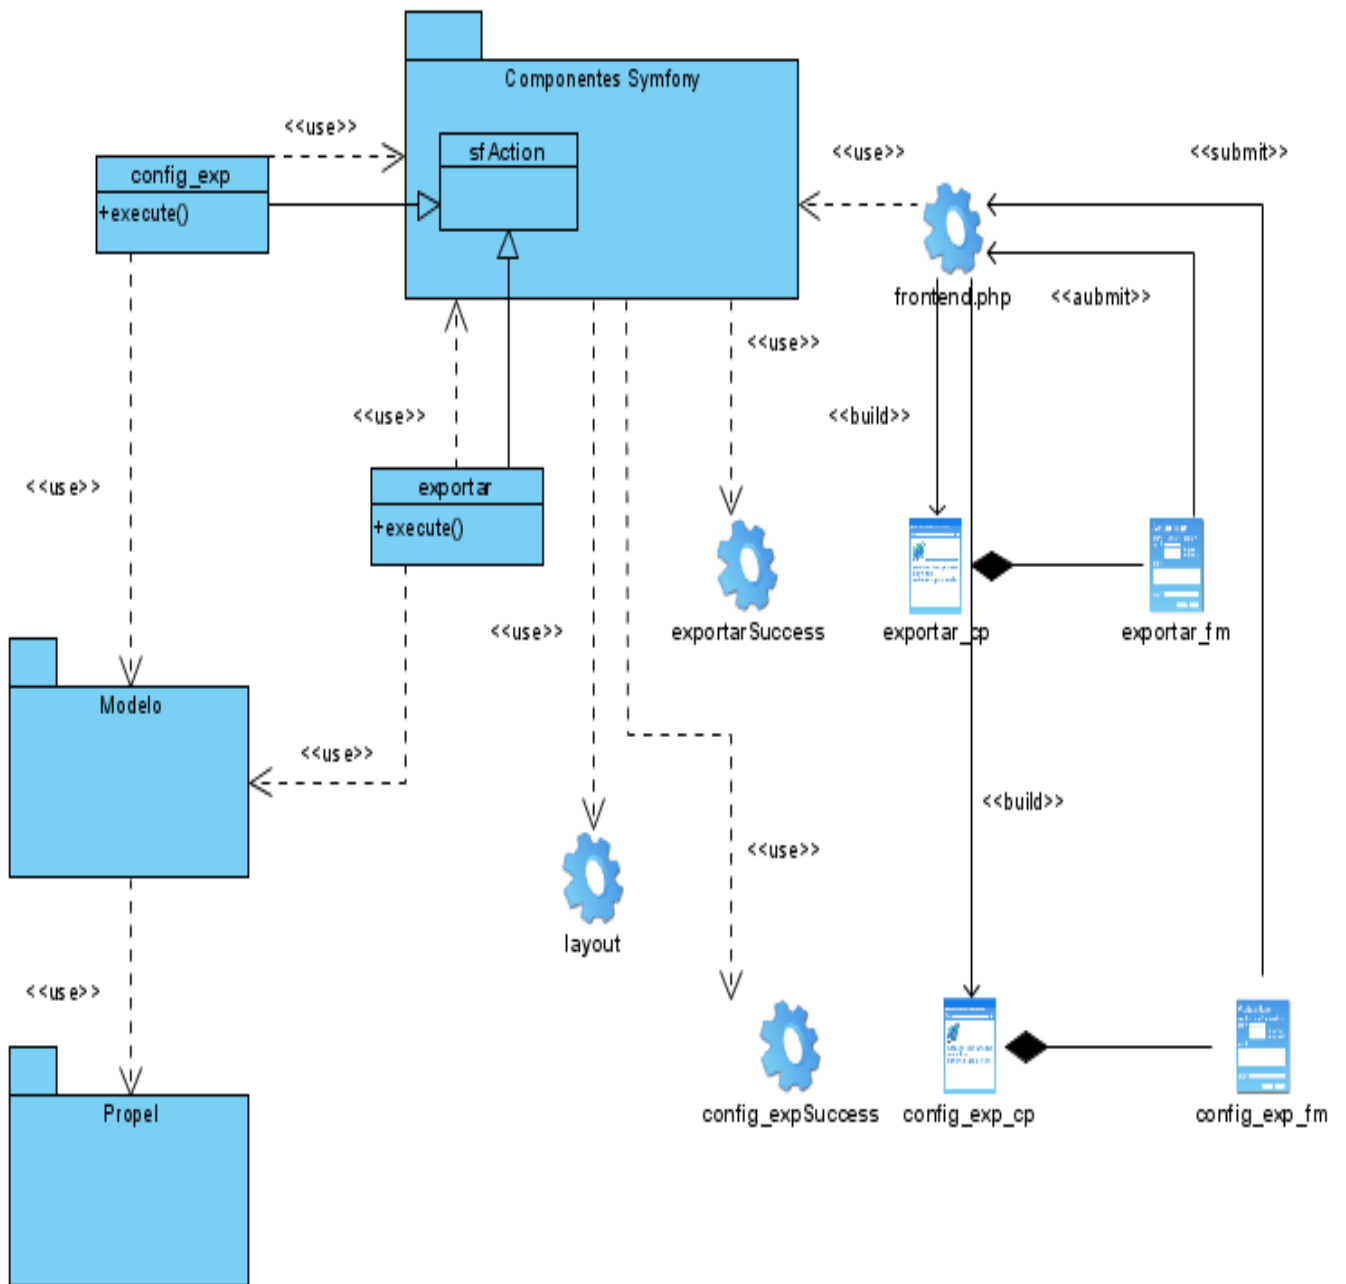 Componentes Symfony
<<use>>
sfAction
<<use>>
<<submit>>
config_exp
+execute()
frontend.php
<<aubmit>>
<<use>>
<<use>>
<<build>>
<<use>>
exportar
+execute()
<<use>>
exportarSuccess
exportar_cp
exportar_fm
Modelo
<<use>>
<<build>>
<<use>>
layout
<<use>>
config_expSuccess
config_exp_cp
config_exp_fm
Propel